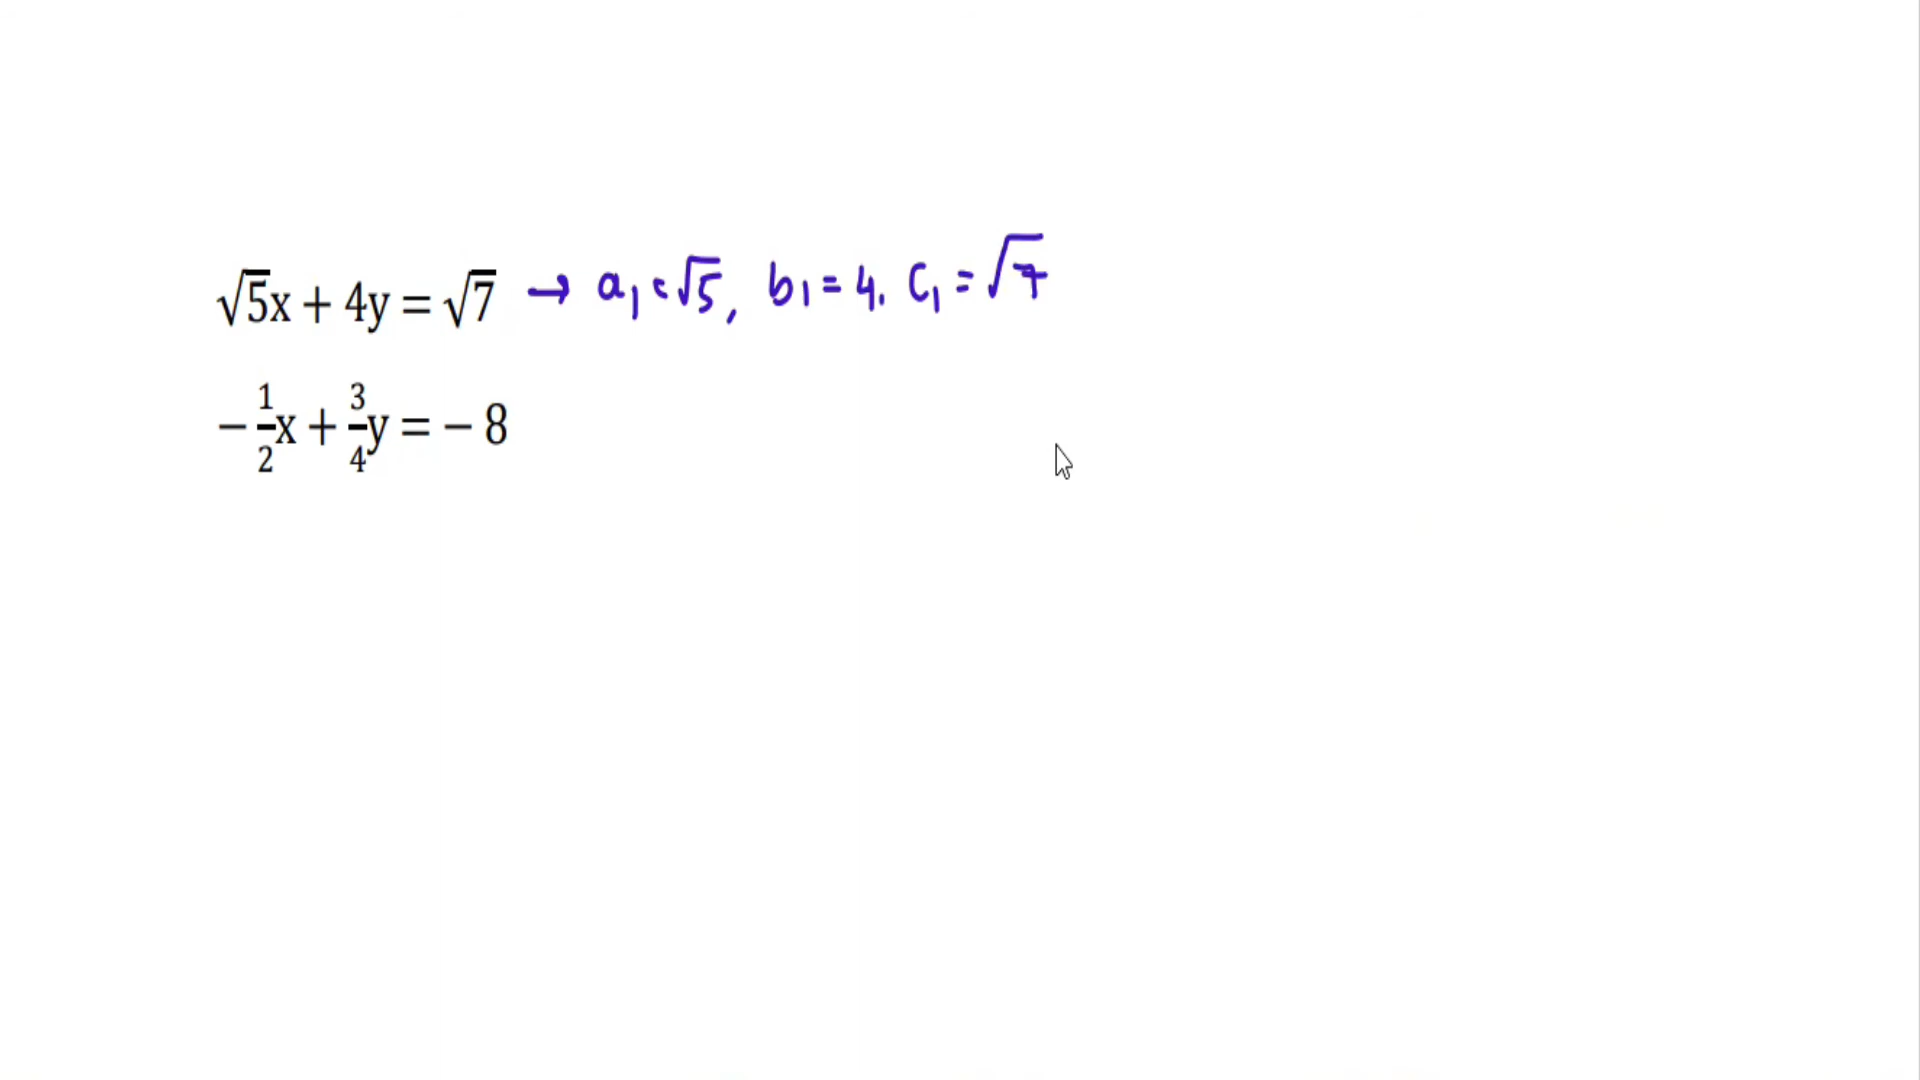 √5x + 4y = √7 → a₁ = √5, b₁ = 4. c₁ = √7
− 1/2x + 3/4y = − 8